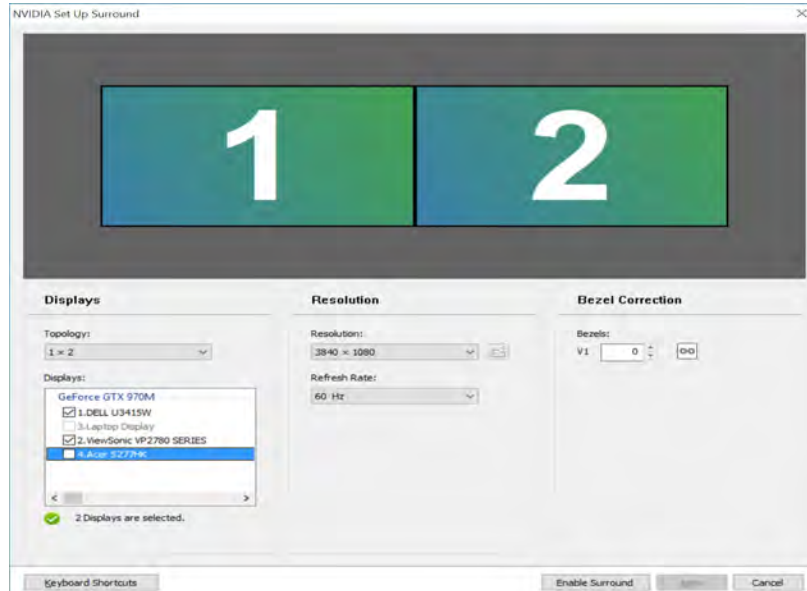 NVIDIA Set Up Surround
1 2
Displays Resolution Bezel Correction
Topology: Resolution: Bezels:
1 × 2 3840 × 1080 V1 0
Displays: Refresh Rate:
GeForce GTX 970M 60 Hz
1.DELL U3415W
3.Laptop Display
2.ViewSonic VP2780 SERIES
4.Acer S277HK
2 Displays are selected.
Keyboard Shortcuts Enable Surround Cancel